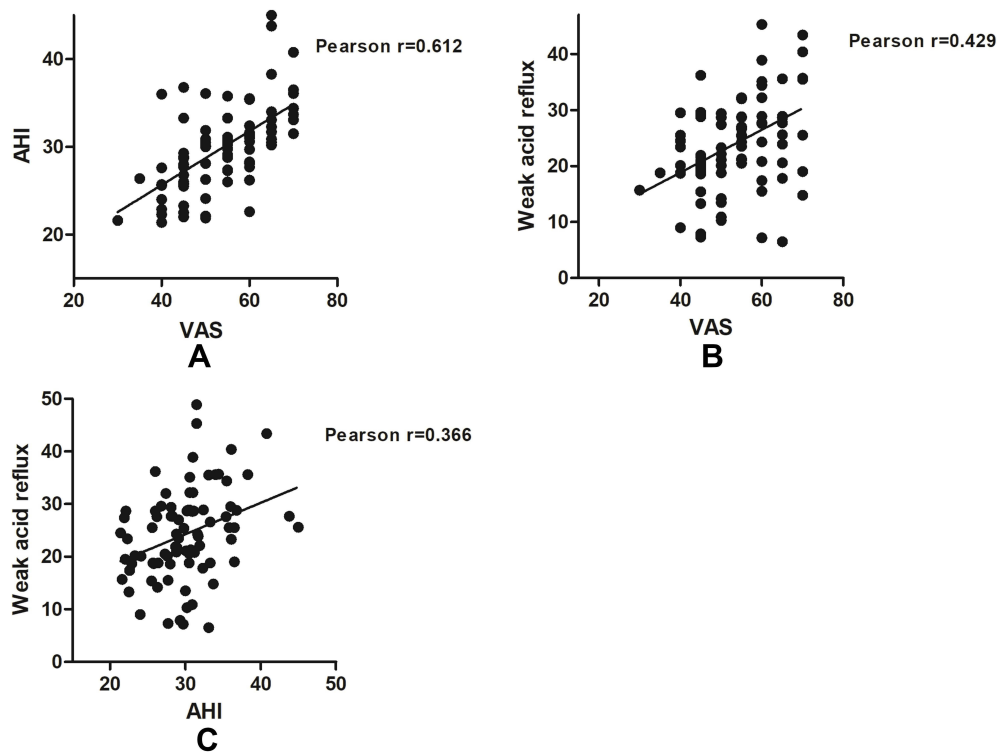 Pearson r=0.612
AHI
40
30
20
20 40 60 80
VAS
A
Pearson r=0.429
Weak acid reflux
40
30
20
10
0
20 40 60 80
VAS
B
Pearson r=0.366
Weak acid reflux
50
40
30
20
10
0
20 30 40 50
AHI
C